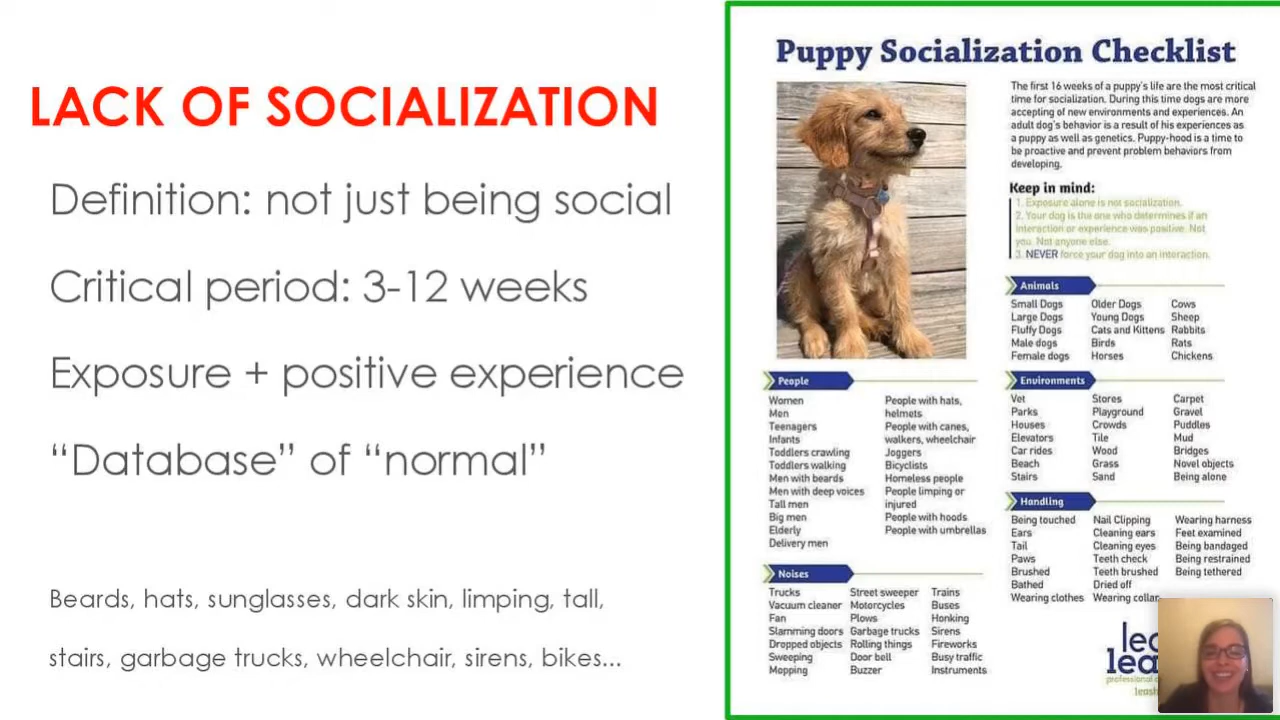 LACK OF SOCIALIZATION
Definition: not just being social
Critical period: 3-12 weeks
Exposure + positive experience
“Database” of “normal”
Beards, hats, sunglasses, dark skin, limping, tall,
stairs, garbage trucks, wheelchair, sirens, bikes...
Puppy Socialization Checklist
The first 16 weeks of a puppy's life are the most critical
time for socialization. During this time dogs are more
accepting of new environments and experiences. An
adult dog's behavior is a result of his experiences as
a puppy as well as genetics. Puppy-hood is a time to
be proactive and prevent problem behaviors from
developing.
Keep in mind:
1. Exposure alone is not socialization.
2. Your dog is the one who determines if an
interaction or experience was positive. Not
you. Not anyone else.
3. NEVER force your dog into an interaction.
Animals
Small Dogs Older Dogs Cows
Large Dogs Young Dogs Sheep
Fluffy Dogs Cats and Kittens Rabbits
Male dogs Birds Rats
Female dogs Horses Chickens
People
Women
Men
Teenagers
Infants
Toddlers crawling
Toddlers walking
Men with beards
Men with deep voices
Tall men
Big men
Elderly
Delivery men
People with hats,
helmets
People with canes,
walkers, wheelchair
Joggers
Bicyclists
Homeless people
People limping or
injured
People with hoods
People with umbrellas
Environments
Vet Stores Carpet
Parks Playground Gravel
Houses Crowds Puddles
Elevators Tile Mud
Car rides Wood Bridges
Beach Grass Novel objects
Stairs Sand Being alone
Handling
Being touched Nail Clipping Wearing harness
Ears Cleaning ears Feet examined
Tail Cleaning eyes Being bandaged
Paws Teeth check Being restrained
Brushed Teeth brushed Being tethered
Bathed Dried off
Wearing clothes Wearing collar
Noises
Trucks Street sweeper Trains
Vacuum cleaner Motorcycles Buses
Fan Plows Honking
Slamming doors Garbage trucks Sirens
Dropped objects Rolling things Fireworks
Sweeping Door bell Busy traffic
Mopping Buzzer Instruments